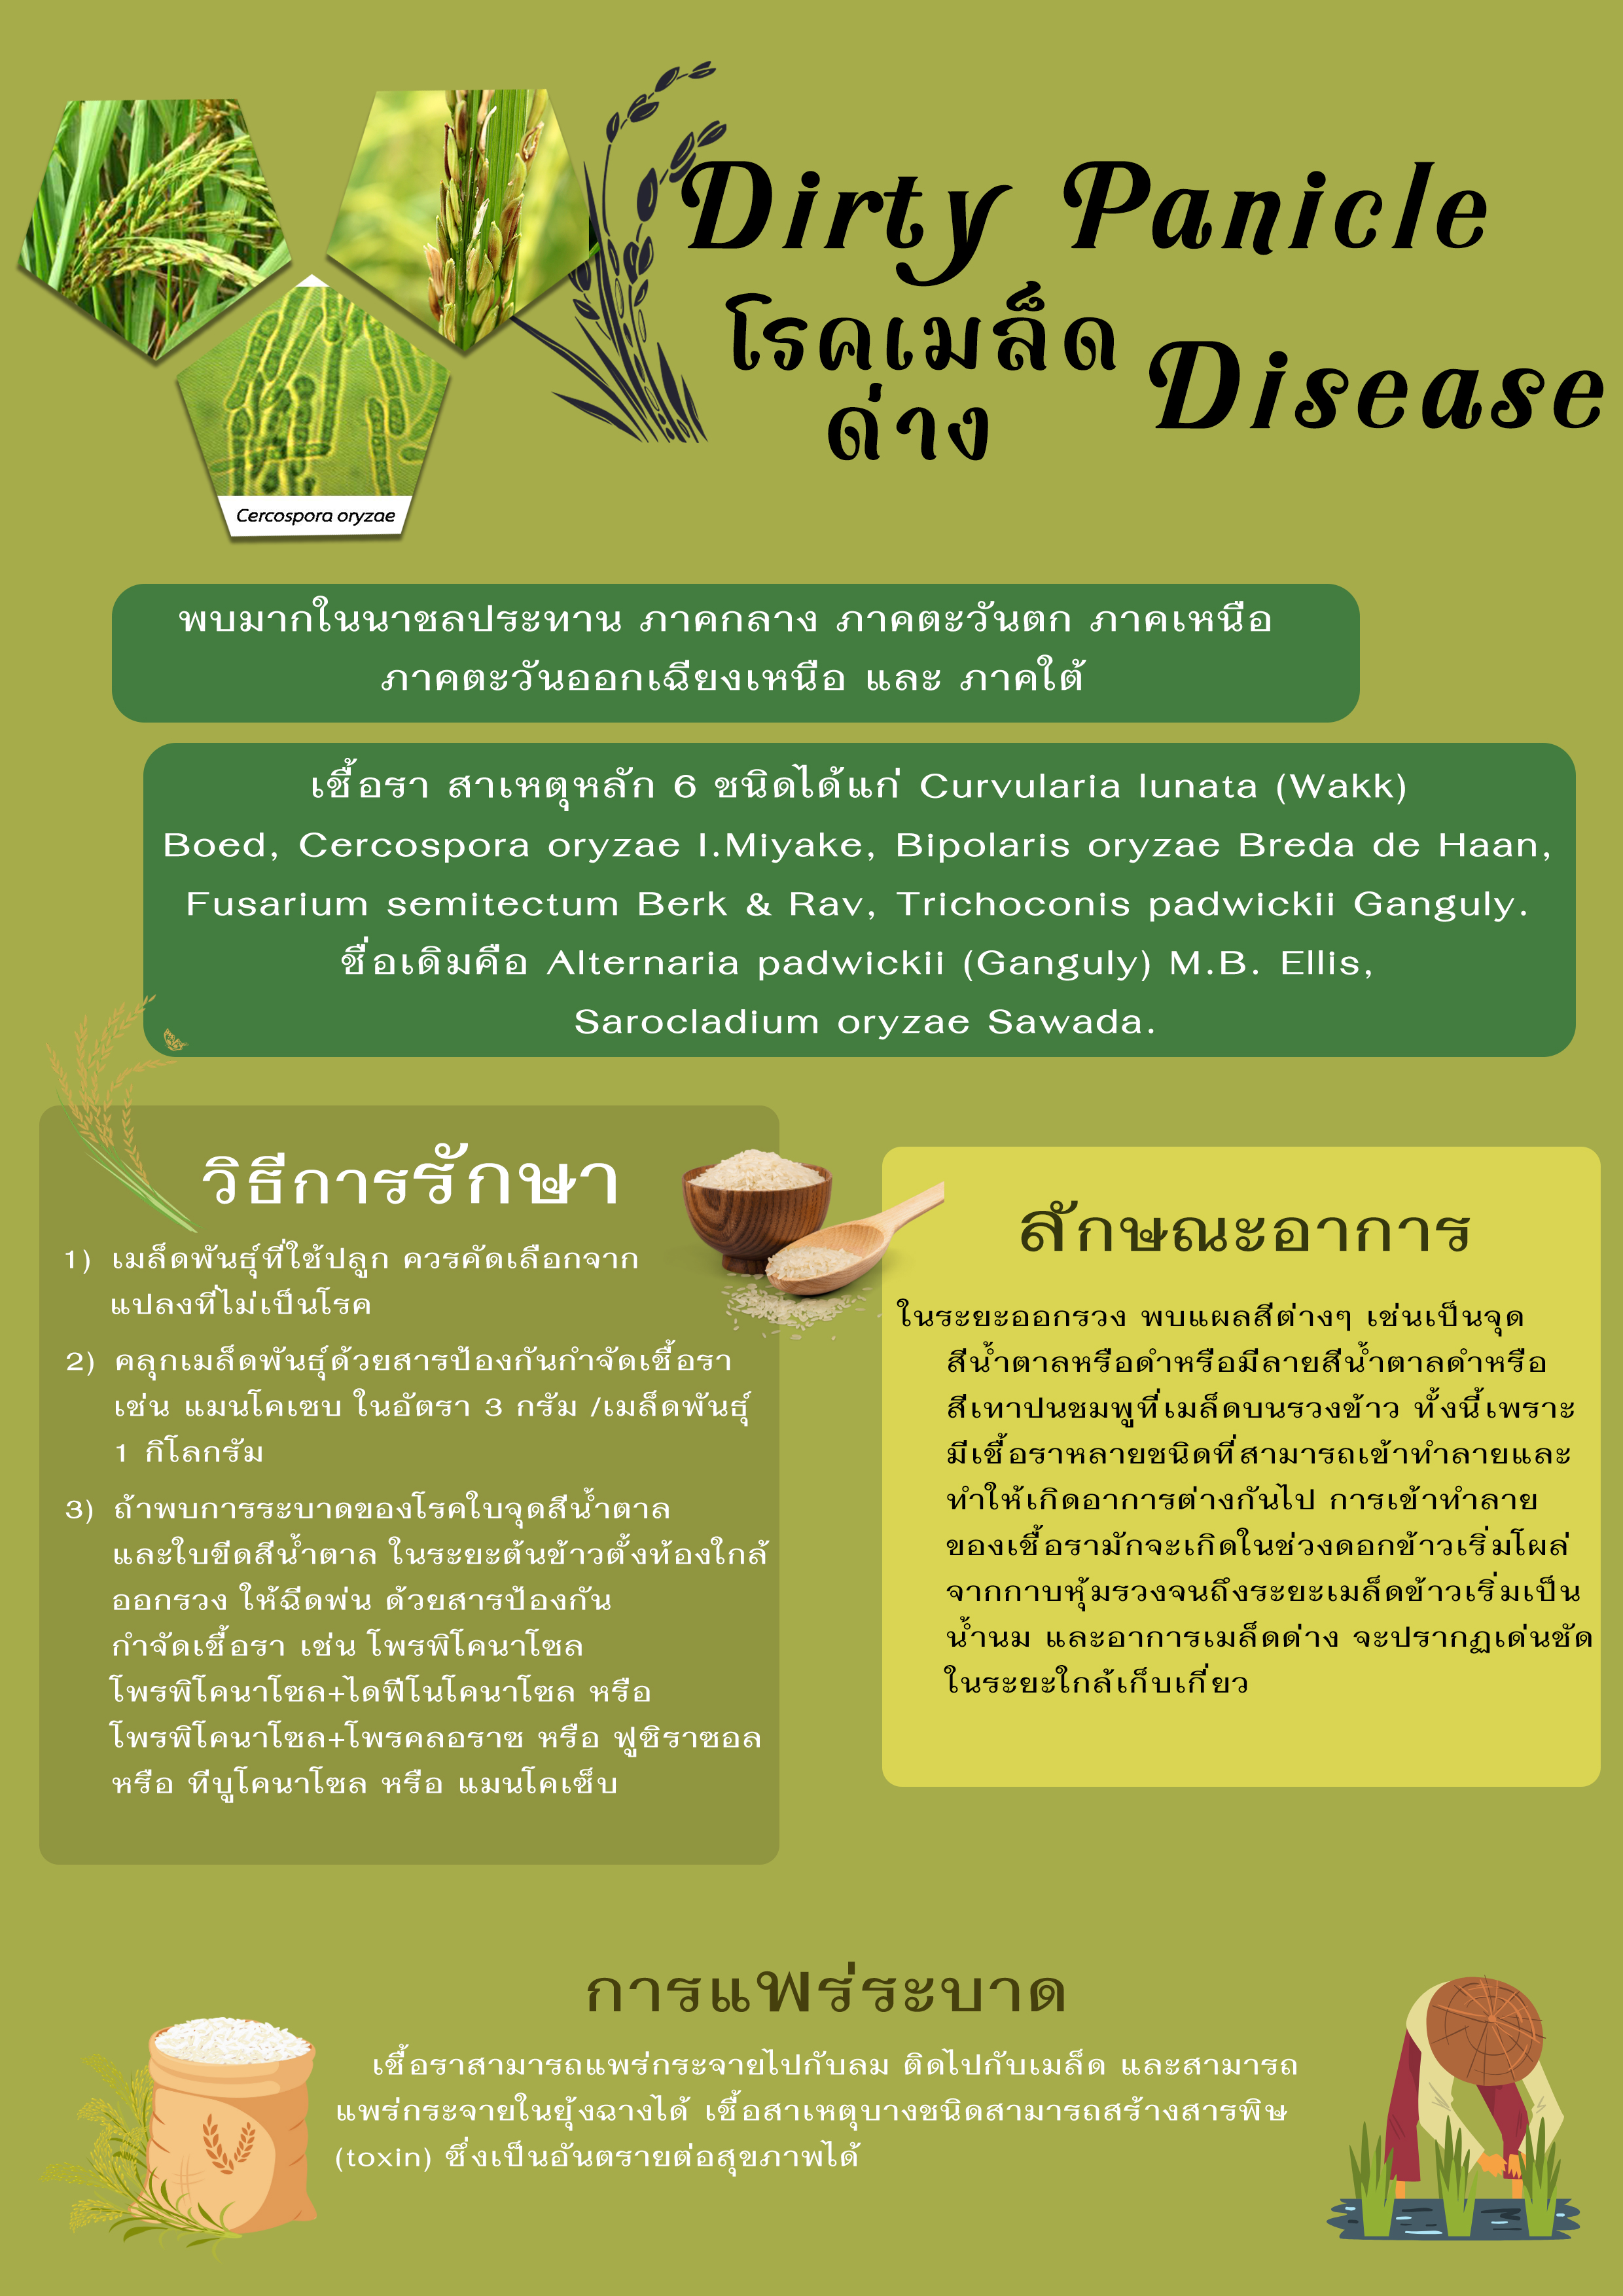 Dirty Panicle
โรคเมล็ด
ด่าง
Disease
Cercospora oryzae
พบมากในนาชลประทาน ภาคกลาง ภาคตะวันตก ภาคเหนือ
ภาคตะวันออกเฉียงเหนือ และ ภาคใต้
เชื้อรา สาเหตุหลัก 6 ชนิดได้แก่ Curvularia lunata (Wakk)
Boed, Cercospora oryzae I.Miyake, Bipolaris oryzae Breda de Haan,
Fusarium semitectum Berk & Rav, Trichoconis padwickii Ganguly.
ชื่อเดิมคือ Alternaria padwickii (Ganguly) M.B. Ellis,
Sarocladium oryzae Sawada.
วิธีการรักษา
1) เมล็ดพันธุ์ที่ใช้ปลูก ควรคัดเลือกจาก
แปลงที่ไม่เป็นโรค
2) คลุกเมล็ดพันธุ์ด้วยสารป้องกันกำจัดเชื้อรา
เช่น แมนโคเซบ ในอัตรา 3 กรัม /เมล็ดพันธุ์
1 กิโลกรัม
3) ถ้าพบการระบาดของโรคใบจุดสีน้ำตาล
และใบขีดสีน้ำตาล ในระยะต้นข้าวตั้งท้องใกล้
ออกรวง ให้ฉีดพ่น ด้วยสารป้องกัน
กำจัดเชื้อรา เช่น โพรพิโคนาโซล
โพรพิโคนาโซล+ไดฟีโนโคนาโซล หรือ
โพรพิโคนาโซล+โพรคลอราซ หรือ ฟูซิราซอล
หรือ ทีบูโคนาโซล หรือ แมนโคเซ็บ
ลักษณะอาการ
ในระยะออกรวง พบแผลสีต่างๆ เช่นเป็นจุด
สีน้ำตาลหรือดำหรือมีลายสีน้ำตาลดำหรือ
สีเทาปนชมพูที่เมล็ดบนรวงข้าว ทั้งนี้เพราะ
มีเชื้อราหลายชนิดที่สามารถเข้าทำลายและ
ทำให้เกิดอาการต่างกันไป การเข้าทำลาย
ของเชื้อรามักจะเกิดในช่วงดอกข้าวเริ่มโผล่
จากกาบหุ้มรวงจนถึงระยะเมล็ดข้าวเริ่มเป็น
น้ำนม และอาการเมล็ดด่าง จะปรากฏเด่นชัด
ในระยะใกล้เก็บเกี่ยว
การแพร่ระบาด
เชื้อราสามารถแพร่กระจายไปกับลม ติดไปกับเมล็ด และสามารถ
แพร่กระจายในยุ้งฉางได้ เชื้อสาเหตุบางชนิดสามารถสร้างสารพิษ
(toxin) ซึ่งเป็นอันตรายต่อสุขภาพได้